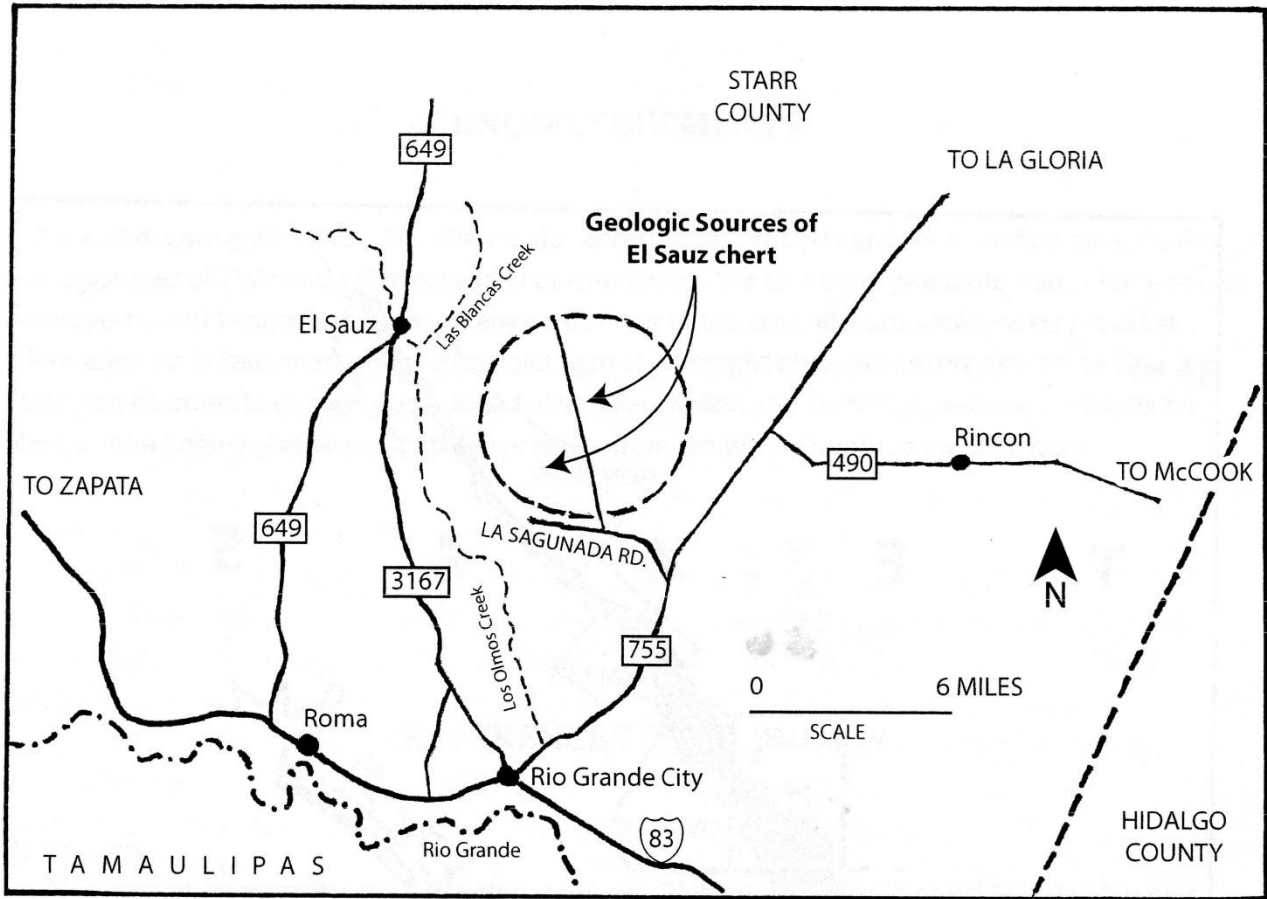 STARR
COUNTY
649
TO LA GLORIA
Geologic Sources of
El Sauz chert
Las Blancas Creek
El Sauz
Rincon
490
TO McCOOK
TO ZAPATA
649
LA SAGUNADA RD.
3167
N
Los Olmos Creek
755
0 6 MILES
SCALE
Roma
Rio Grande City
83
Rio Grande
HIDALGO
COUNTY
TAMAULIPAS